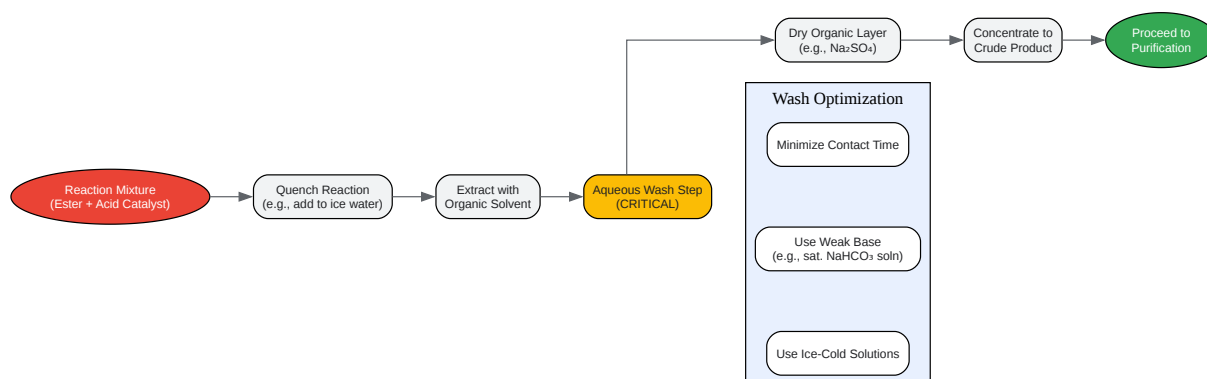 Reaction Mixture
(Ester + Acid Catalyst)
Quench Reaction
(e.g., add to ice water)
Extract with
Organic Solvent
Aqueous Wash Step
(CRITICAL)
Dry Organic Layer
(e.g., Na₂SO₄)
Concentrate to
Crude Product
Proceed to
Purification
Wash Optimization
Minimize Contact Time
Use Weak Base
(e.g., sat. NaHCO₃ soln)
Use Ice-Cold Solutions